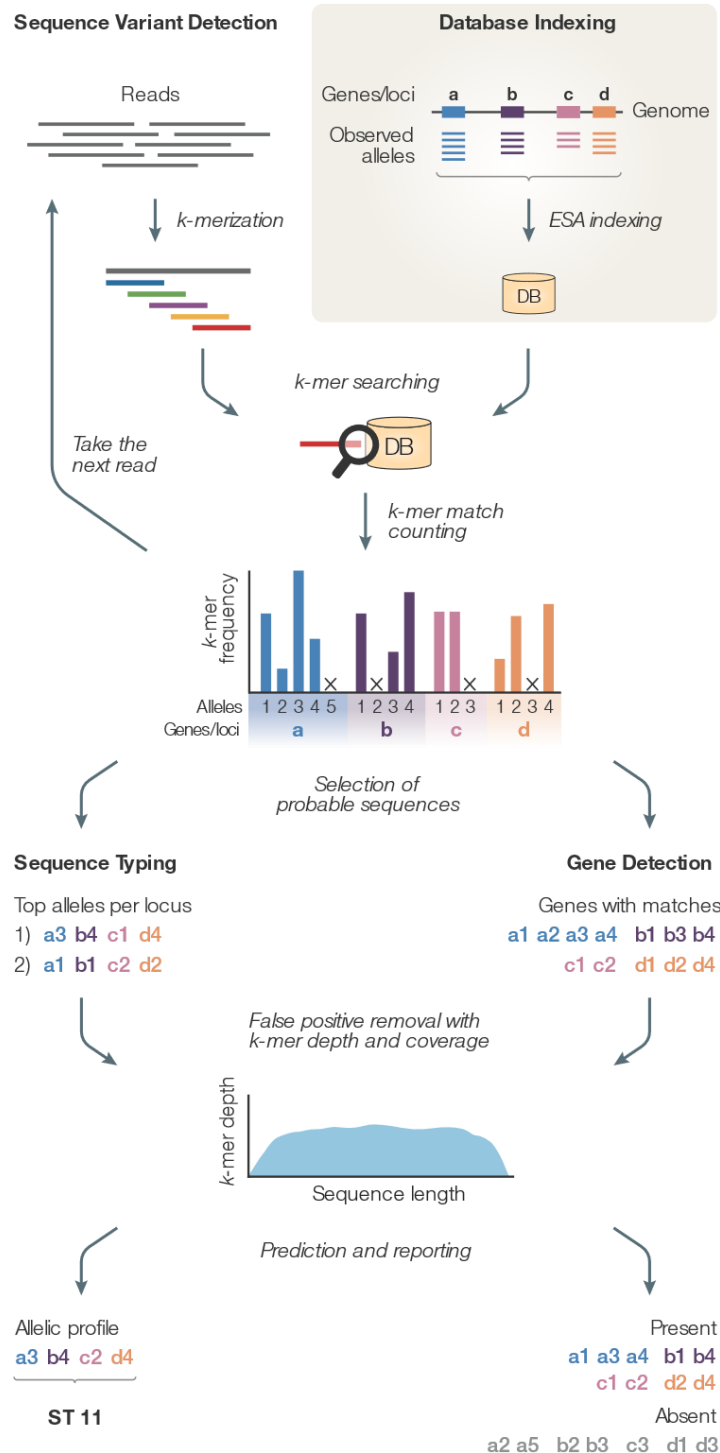 Sequence Variant Detection
Database Indexing
Reads
Genes/loci
a b c d
Genome
Observed
alleles
k-merization
ESA indexing
DB
k-mer searching
DB
Take the
next read
k-mer match
counting
k-mer
frequency
× × × ×
Alleles 1 2 3 4 5 1 2 3 4 1 2 3 1 2 3 4
Genes/loci a b c d
Selection of
probable sequences
Sequence Typing
Top alleles per locus
1) a3 b4 c1 d4
2) a1 b1 c2 d2
Gene Detection
Genes with matches
a1 a2 a3 a4 b1 b3 b4
c1 c2 d1 d2 d4
False positive removal with
k-mer depth and coverage
k-mer depth
Sequence length
Prediction and reporting
Allelic profile
a3 b4 c2 d4
ST 11
Present
a1 a3 a4 b1 b4
c1 c2 d2 d4
Absent
a2 a5 b2 b3 c3 d1 d3